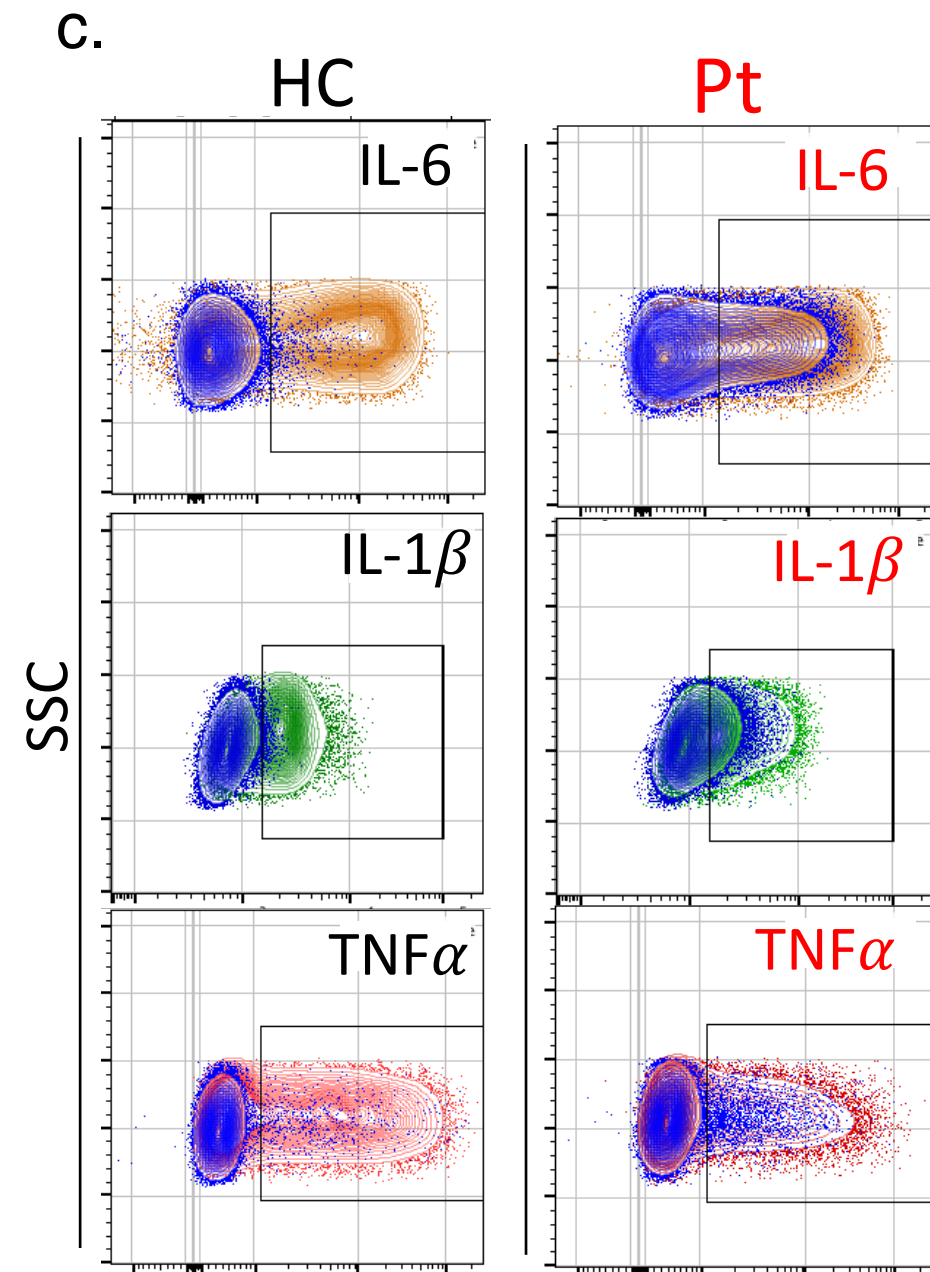 c.
HC
Pt
IL-6
IL-6
IL-1β
IL-1β
SSC
TNFα
TNFα